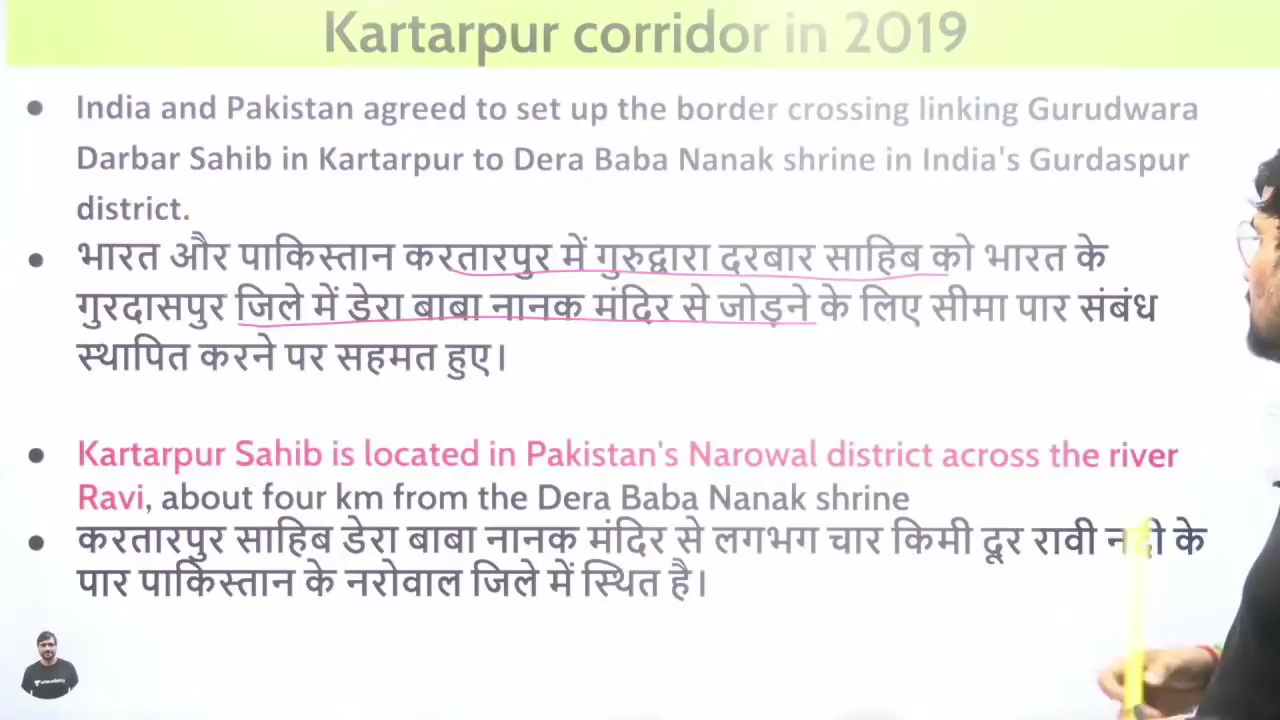 Kartarpur corridor in 2019
● India and Pakistan agreed to set up the border crossing linking Gurudwara
Darbar Sahib in Kartarpur to Dera Baba Nanak shrine in India's Gurdaspur
district.
● भारत और पाकिस्तान करतारपुर में गुरुद्वारा दरबार साहिब को भारत के
गुरदासपुर जिले में डेरा बाबा नानक मंदिर से जोड़ने के लिए सीमा पार संबंध
स्थापित करने पर सहमत हुए।
● Kartarpur Sahib is located in Pakistan's Narowal district across the river
Ravi, about four km from the Dera Baba Nanak shrine
● करतारपुर साहिब डेरा बाबा नानक मंदिर से लगभग चार किमी दूर रावी नदी के
पार पाकिस्तान के नरोवाल जिले में स्थित है।
unacademy